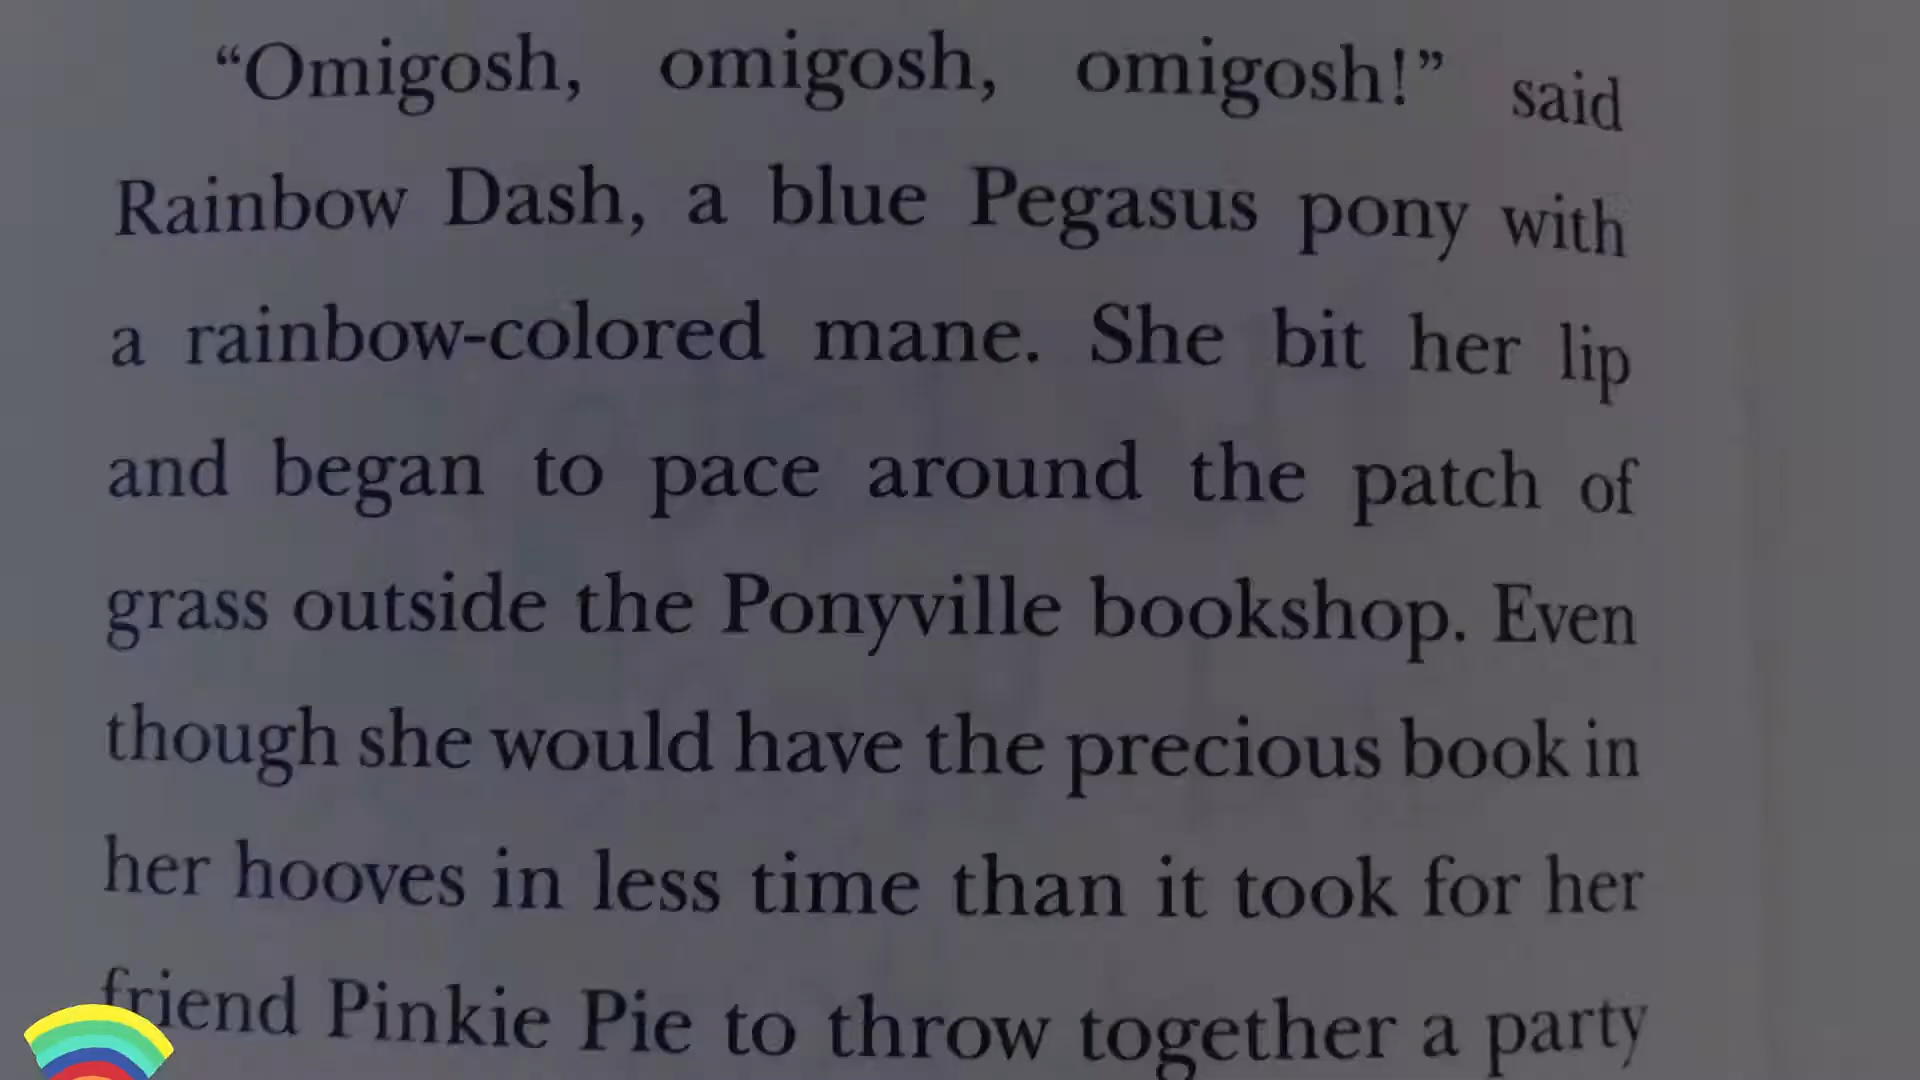 “Omigosh, omigosh, omigosh!” said
Rainbow Dash, a blue Pegasus pony with
a rainbow-colored mane. She bit her lip
and began to pace around the patch of
grass outside the Ponyville bookshop. Even
though she would have the precious book in
her hooves in less time than it took for her
friend Pinkie Pie to throw together a party